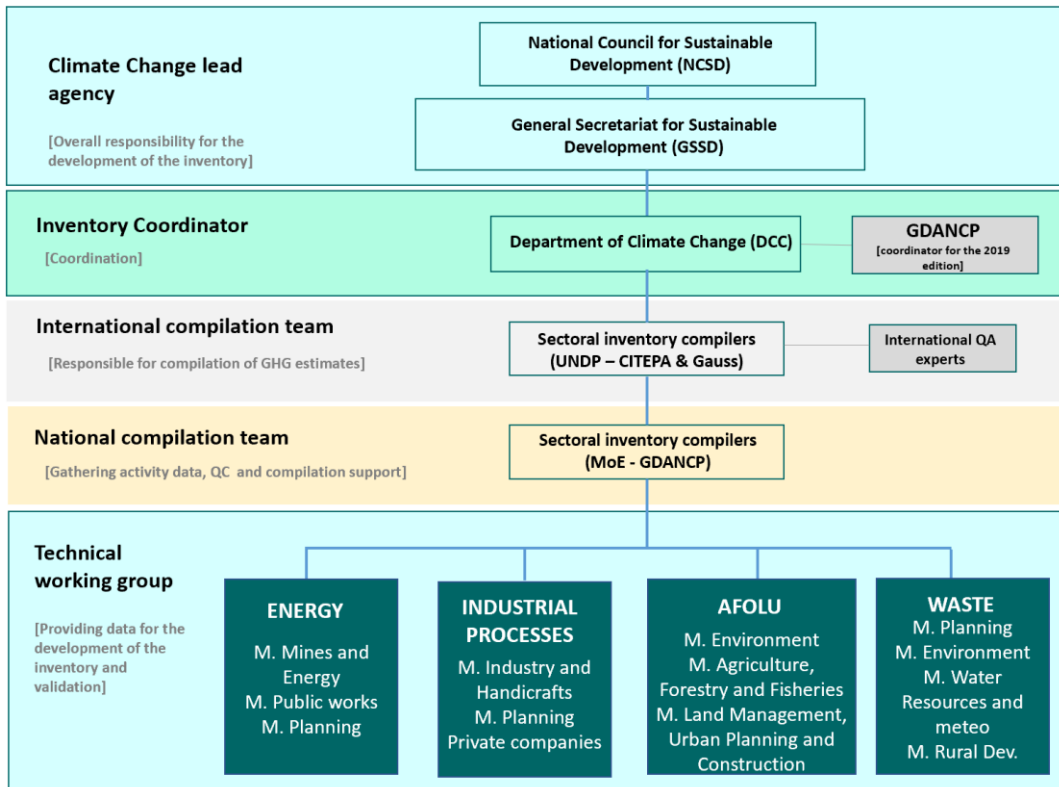 Climate Change lead
agency
[Overall responsibility for the
development of the inventory]
National Council for Sustainable
Development (NCSD)
General Secretariat for Sustainable
Development (GSSD)
Inventory Coordinator
[Coordination]
Department of Climate Change (DCC)
GDANCP
[coordinator for the 2019
edition]
International compilation team
[Responsible for compilation of GHG estimates]
Sectoral inventory compilers
(UNDP – CITEPA & Gauss)
International QA
experts
National compilation team
[Gathering activity data, QC and compilation support]
Sectoral inventory compilers
(MoE - GDANCP)
Technical
working group
[Providing data for the
development of the
inventory and
validation]
ENERGY
M. Mines and
Energy
M. Public works
M. Planning
INDUSTRIAL
PROCESSES
M. Industry and
Handicrafts
M. Planning
Private companies
AFOLU
M. Environment
M. Agriculture,
Forestry and Fisheries
M. Land Management,
Urban Planning and
Construction
WASTE
M. Planning
M. Environment
M. Water
Resources and
meteo
M. Rural Dev.